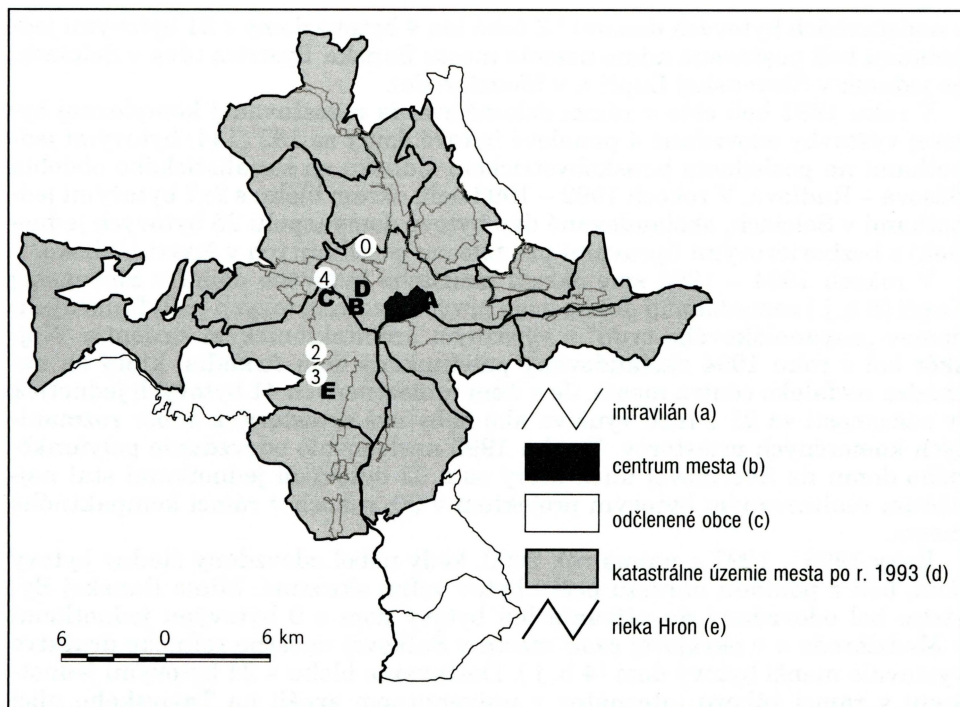 0
4
D
C
B
A
2
3
E
intravilán (a)
centrum mesta (b)
odčlenené obce (c)
katastrálne územie mesta po r. 1993 (d)
rieka Hron (e)
6 0 6 km